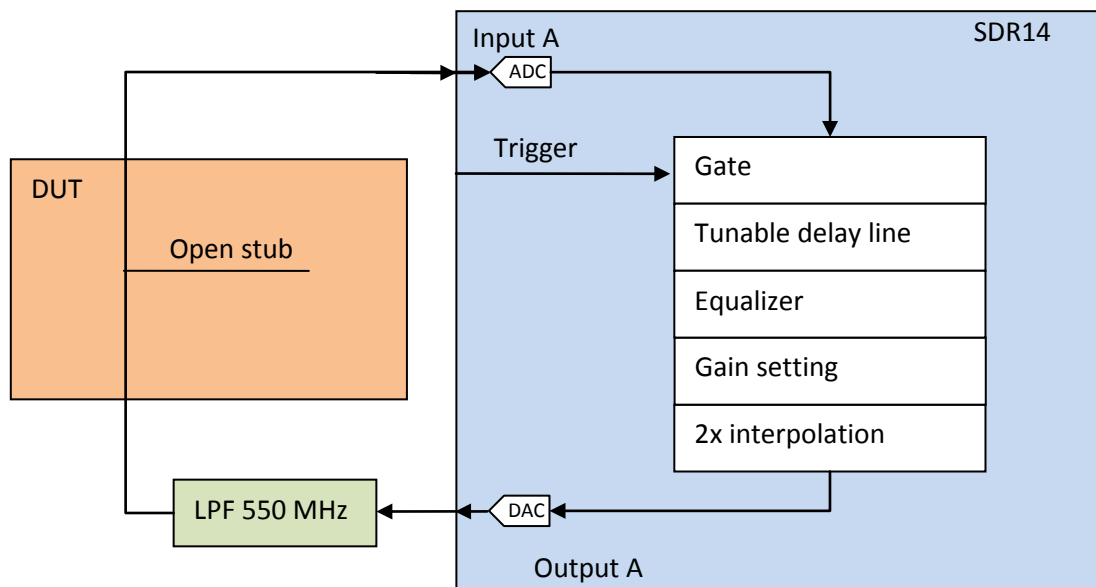 Input A
SDR14
ADC
Trigger
Gate
DUT
Tunable delay line
Open stub
Equalizer
Gain setting
2x interpolation
LPF 550 MHz
DAC
Output A